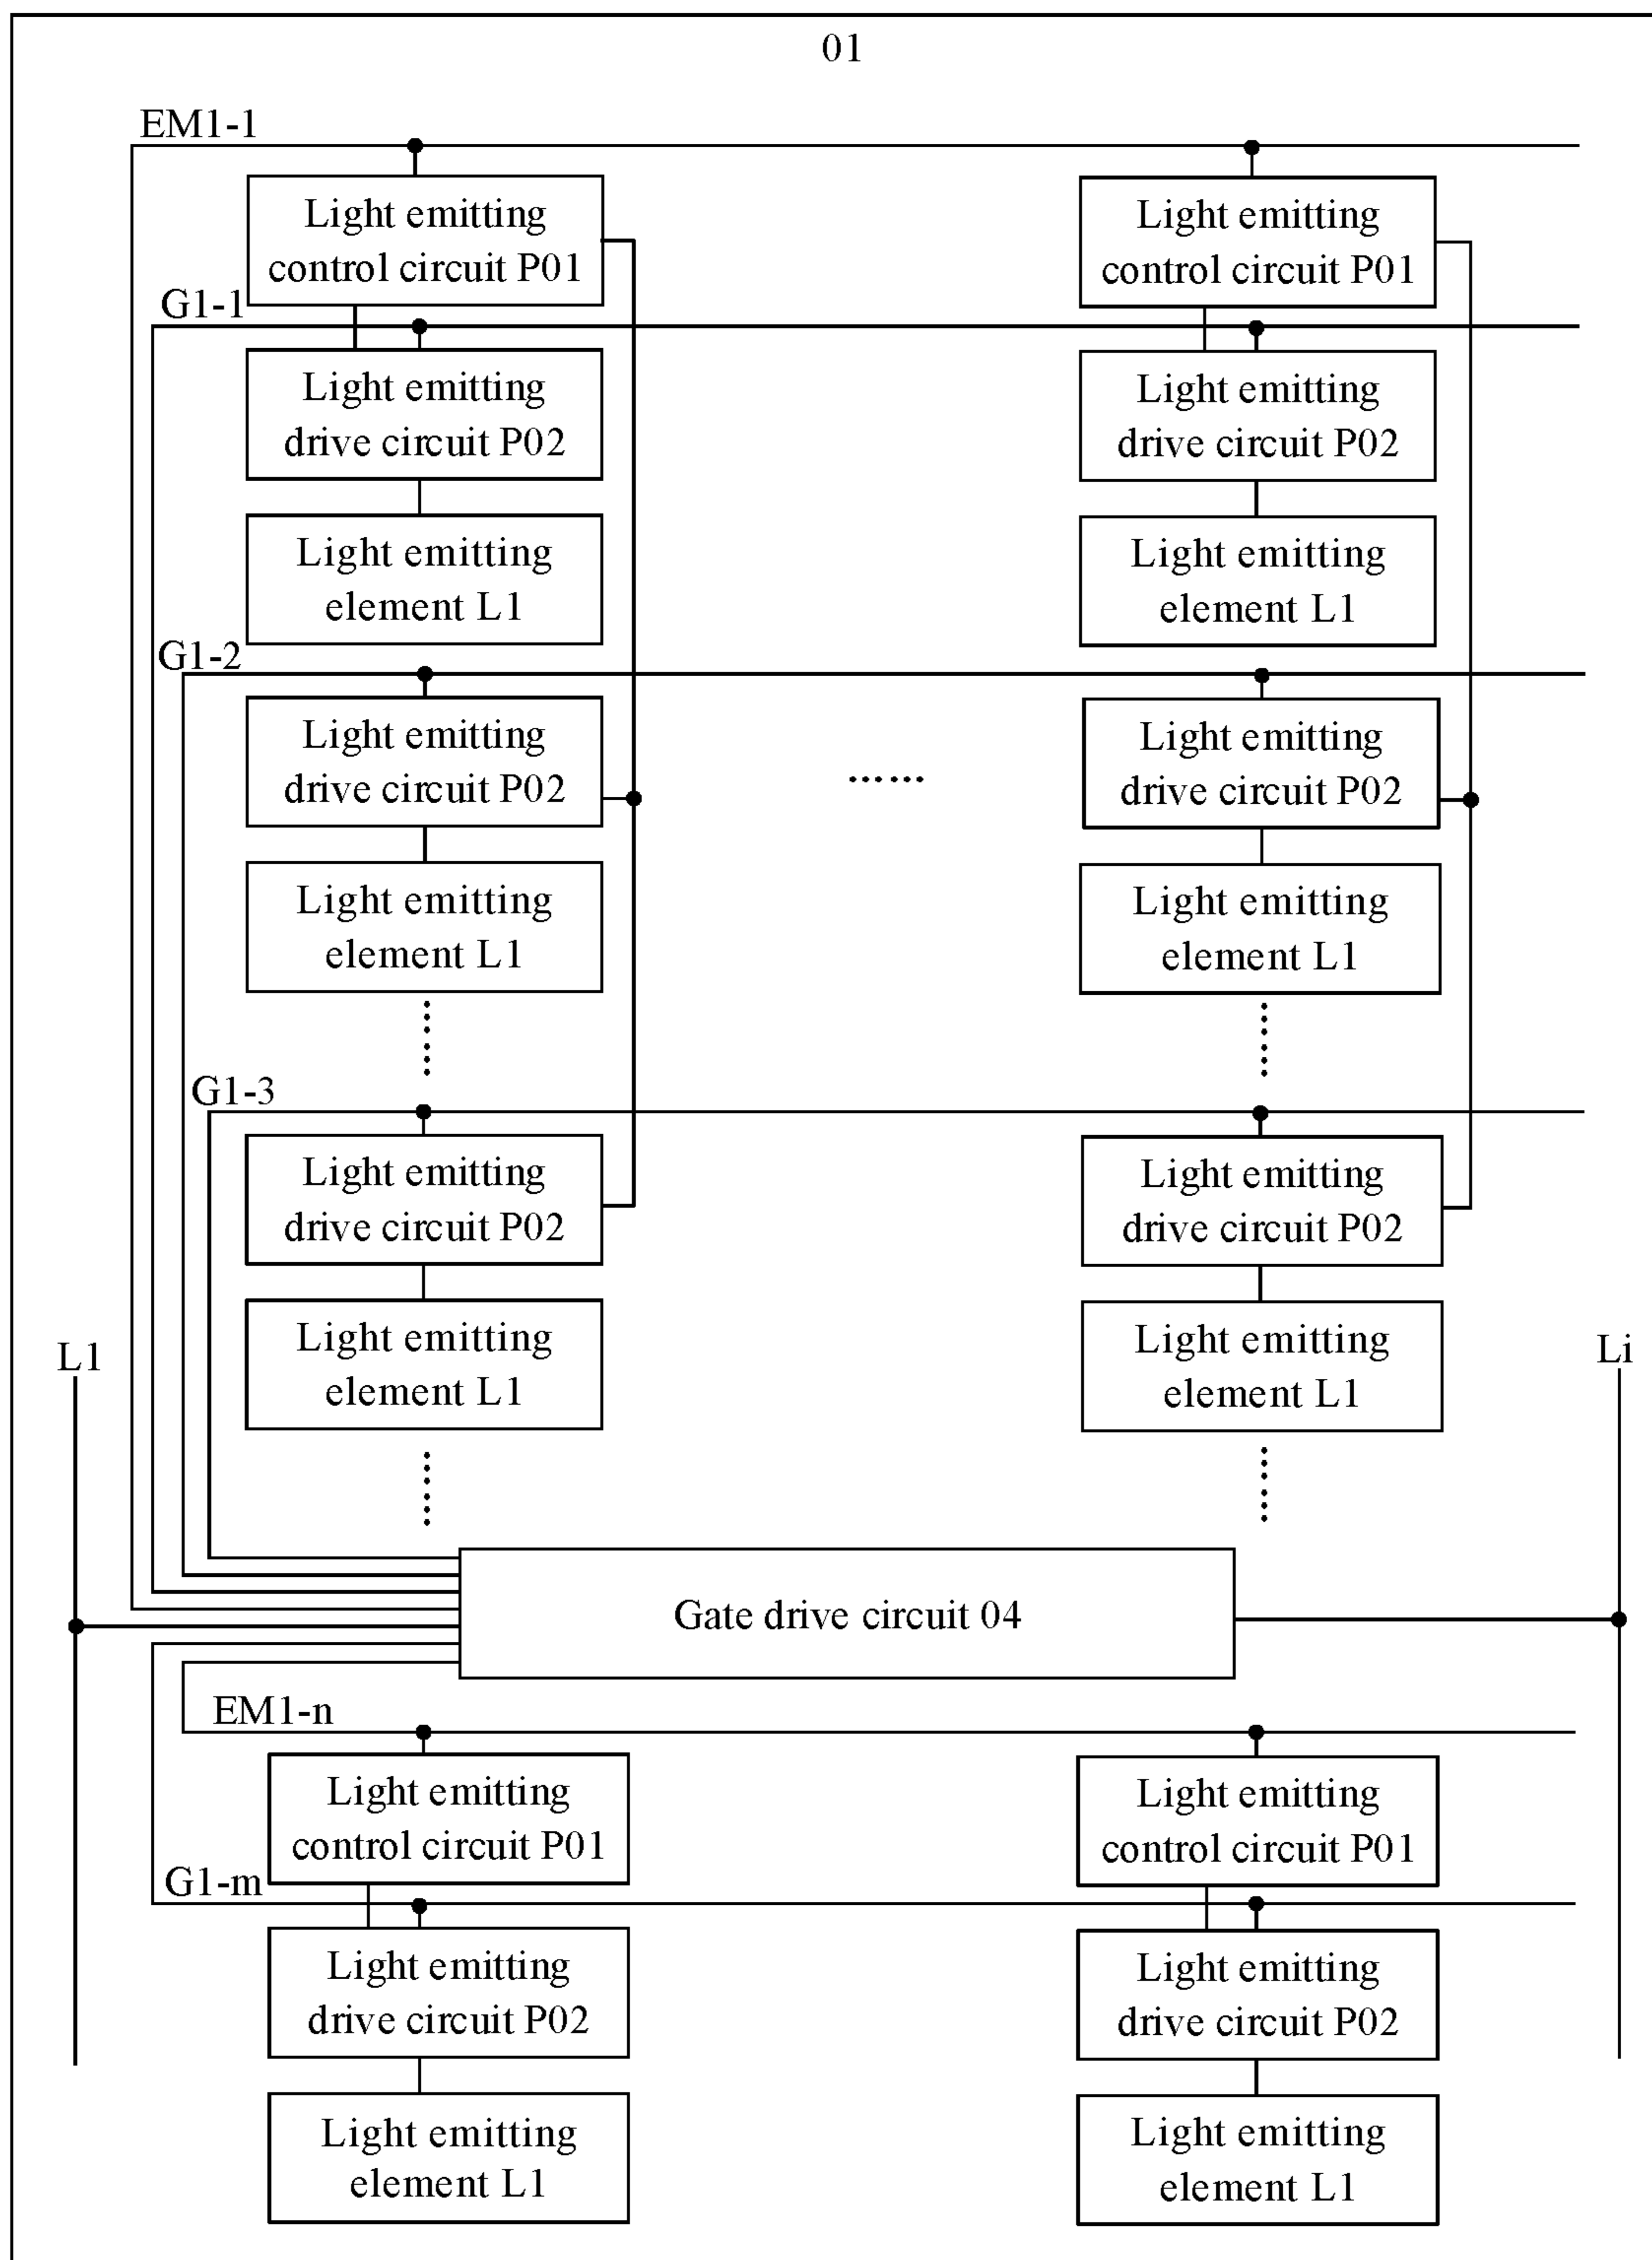 01
EM1-1
Light emitting
control circuit P01
Light emitting
control circuit P01
G1-1
Light emitting
drive circuit P02
Light emitting
drive circuit P02
Light emitting
element L1
Light emitting
element L1
G1-2
Light emitting
drive circuit P02
......
Light emitting
drive circuit P02
Light emitting
element L1
Light emitting
element L1
G1-3
Light emitting
drive circuit P02
Light emitting
drive circuit P02
L1
Light emitting
element L1
Light emitting
element L1
Li
Gate drive circuit 04
EM1-n
Light emitting
control circuit P01
Light emitting
control circuit P01
G1-m
Light emitting
drive circuit P02
Light emitting
drive circuit P02
Light emitting
element L1
Light emitting
element L1